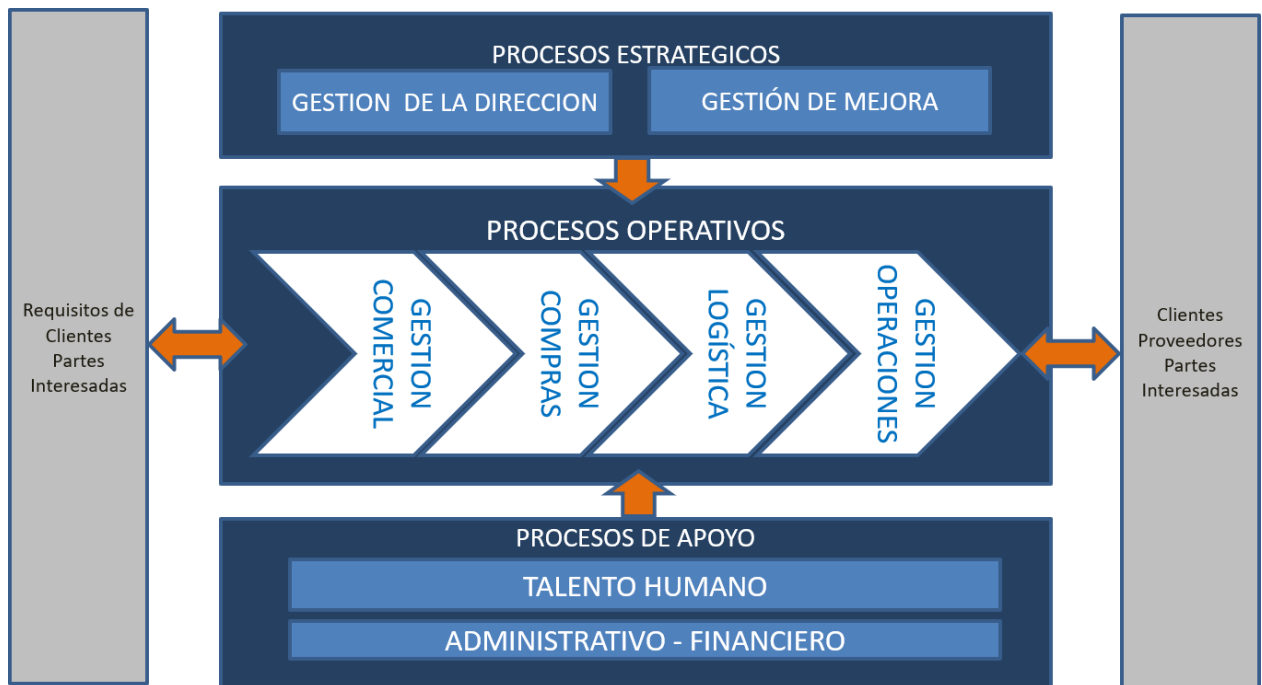 PROCESOS ESTRATEGICOS
GESTION  DE LA DIRECCION
GESTIÓN DE MEJORA
Requisitos de
Clientes
Partes
Interesadas
PROCESOS OPERATIVOS
GESTION
COMERCIAL
GESTION
COMPRAS
GESTION
LOGÍSTICA
GESTION
OPERACIONES
Clientes
Proveedores
Partes
Interesadas
PROCESOS DE APOYO
TALENTO HUMANO
ADMINISTRATIVO - FINANCIERO